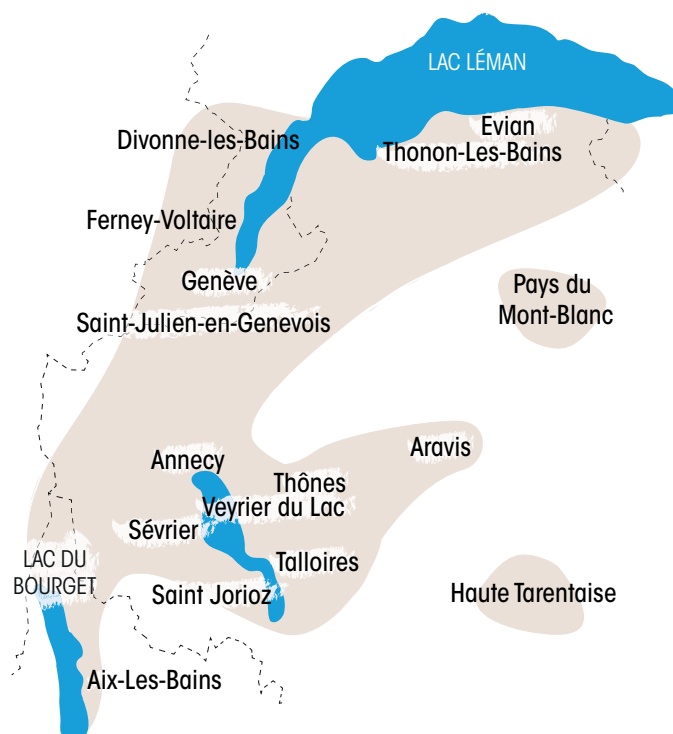 LAC LÉMAN
Evian
Divonne-les-Bains
Thonon-Les-Bains
Ferney-Voltaire
Genève
Pays du
Mont-Blanc
Saint-Julien-en-Genevois
Aravis
Annecy
Thônes
Veyrier du Lac
Sévrier
LAC DU
BOURGET
Talloires
Saint Jorioz
Haute Tarentaise
Aix-Les-Bains